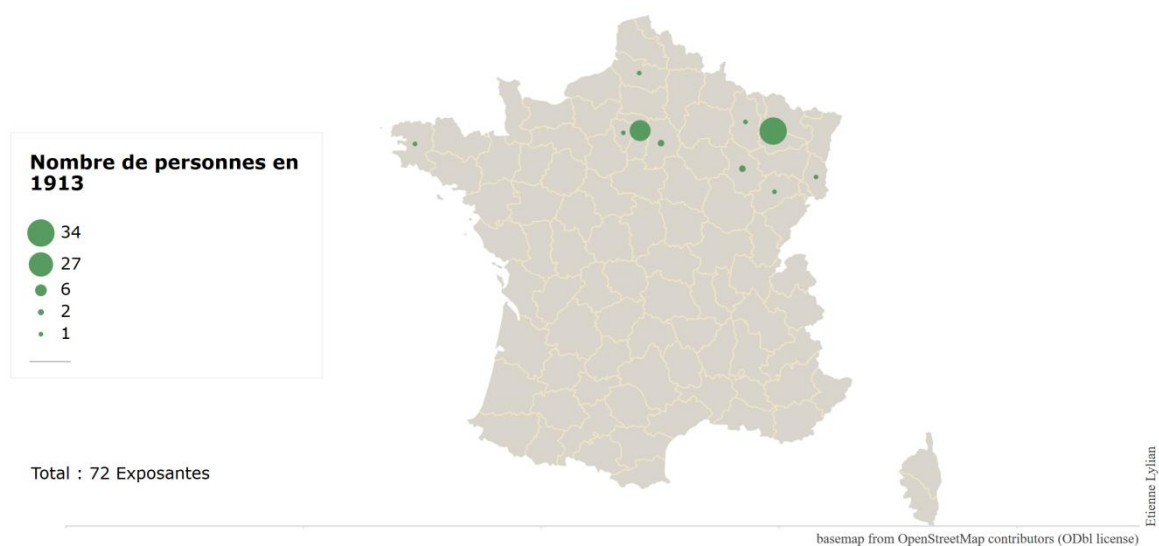 Nombre de personnes en
1913
34
27
6
2
1
Total : 72 Exposantes
Etienne Lylian
basemap from OpenStreetMap contributors (ODbl license)